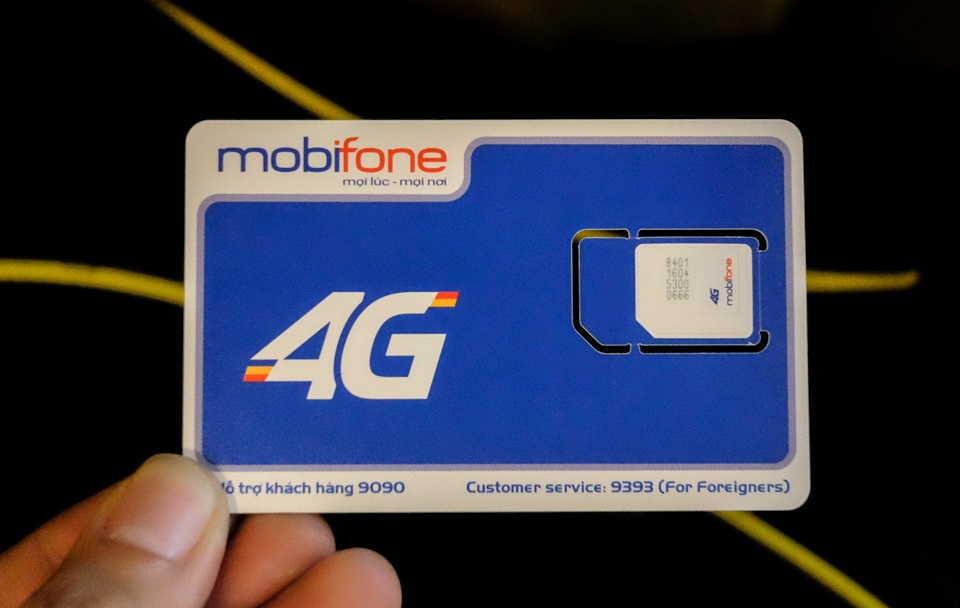 mobifone
mọi lúc - mọi nơi
8401
1604
5300
0666
4G
mobifone
4G
trợ khách hàng 9090
Customer service: 9393 (For Foreigners)